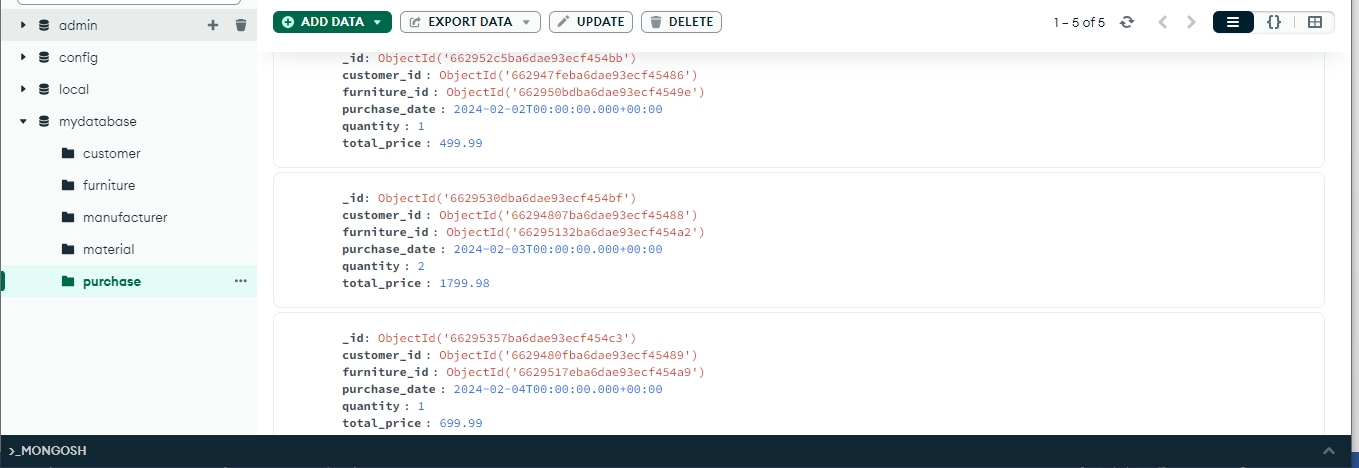 admin
config
local
mydatabase
customer
furniture
manufacturer
material
purchase
ADD DATA
EXPORT DATA
UPDATE
DELETE
1 – 5 of 5
{}
_id: ObjectId('662952c5ba6dae93ecf454bb')
customer_id : ObjectId('662947feba6dae93ecf45486')
furniture_id : ObjectId('662950bdba6dae93ecf4549e')
purchase_date : 2024-02-02T00:00:00.000+00:00
quantity : 1
total_price : 499.99
_id: ObjectId('6629530dba6dae93ecf454bf')
customer_id : ObjectId('66294807ba6dae93ecf45488')
furniture_id : ObjectId('66295132ba6dae93ecf454a2')
purchase_date : 2024-02-03T00:00:00.000+00:00
quantity : 2
total_price : 1799.98
_id: ObjectId('66295357ba6dae93ecf454c3')
customer_id : ObjectId('6629480fba6dae93ecf45489')
furniture_id : ObjectId('6629517eba6dae93ecf454a9')
purchase_date : 2024-02-04T00:00:00.000+00:00
quantity : 1
total_price : 699.99
>_MONGOSH